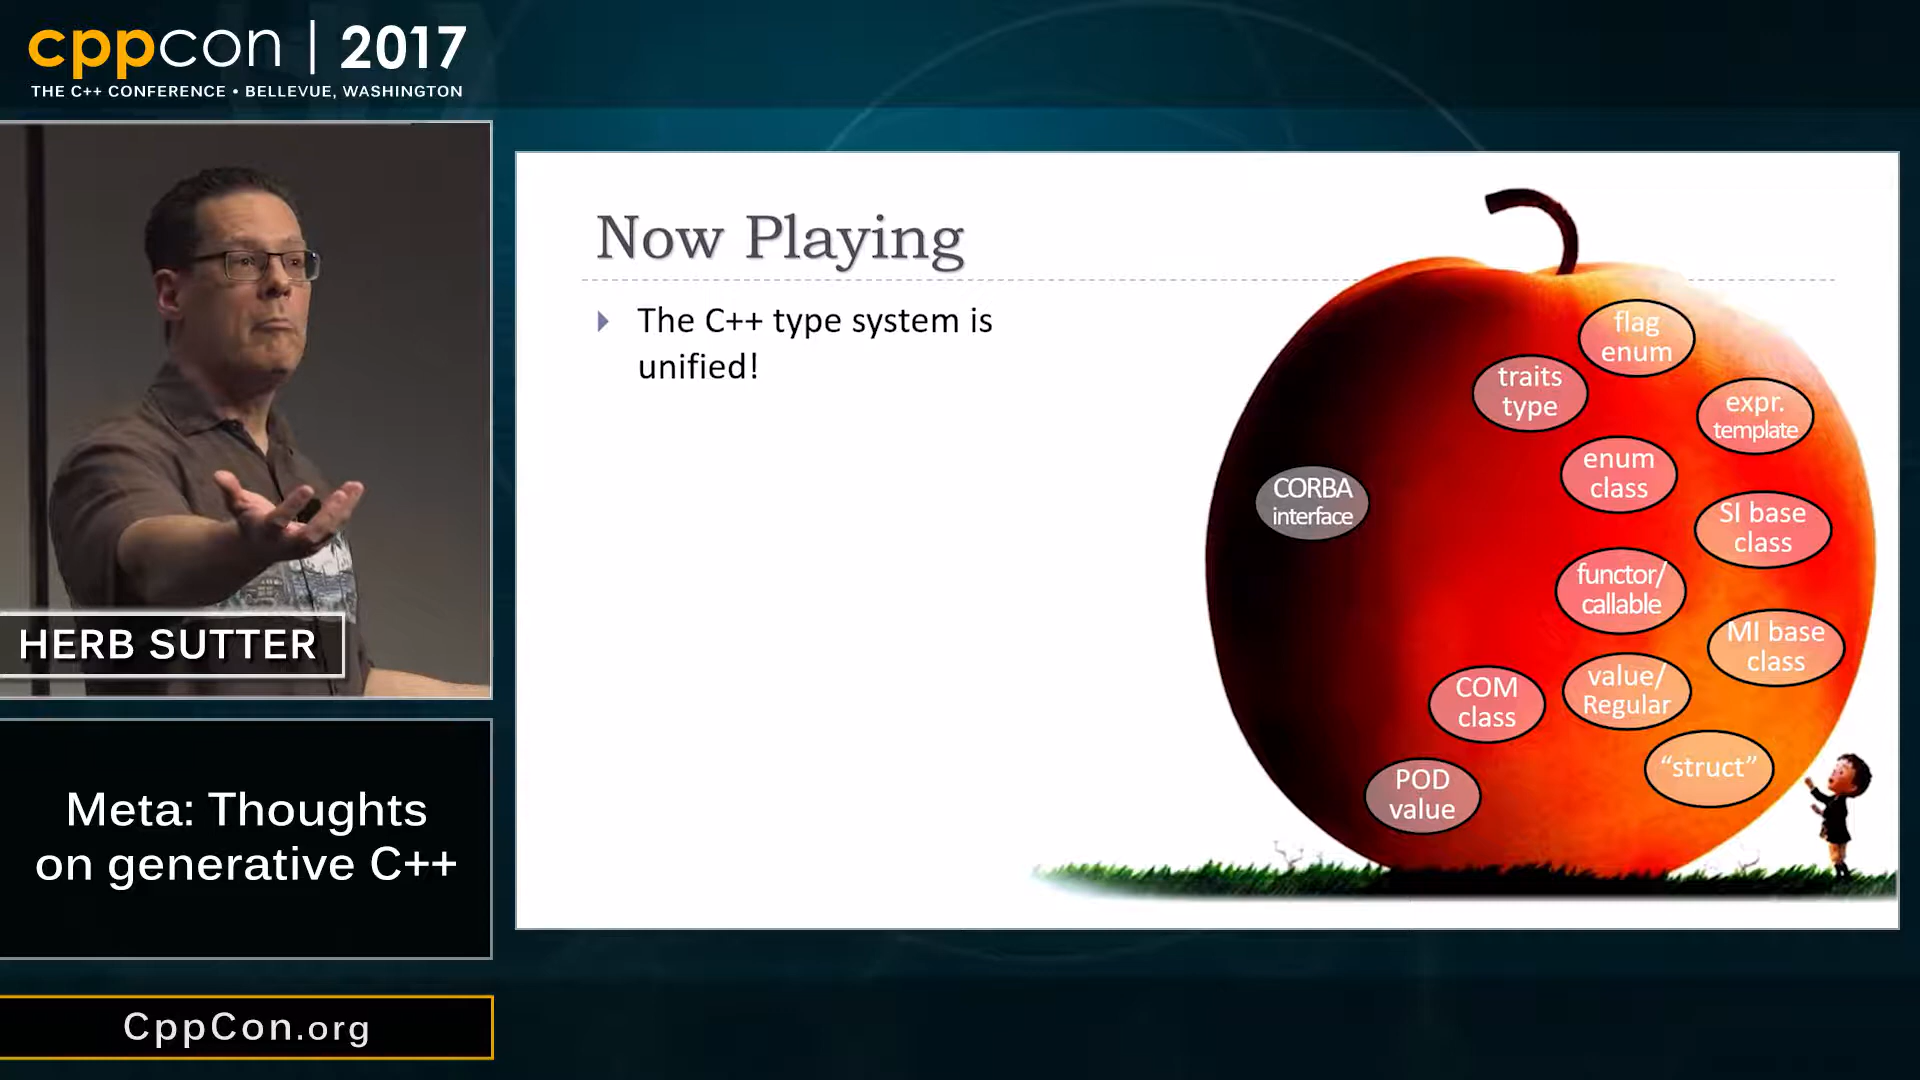 cppcon | 2017
THE C++ CONFERENCE • BELLEVUE, WASHINGTON
HERB SUTTER
Meta: Thoughts
on generative C++
CppCon.org
Now Playing
The C++ type system is
unified!
flag
enum
traits
type
expr.
template
enum
class
CORBA
interface
SI base
class
functor/
callable
MI base
class
value/
Regular
COM
class
"struct"
POD
value